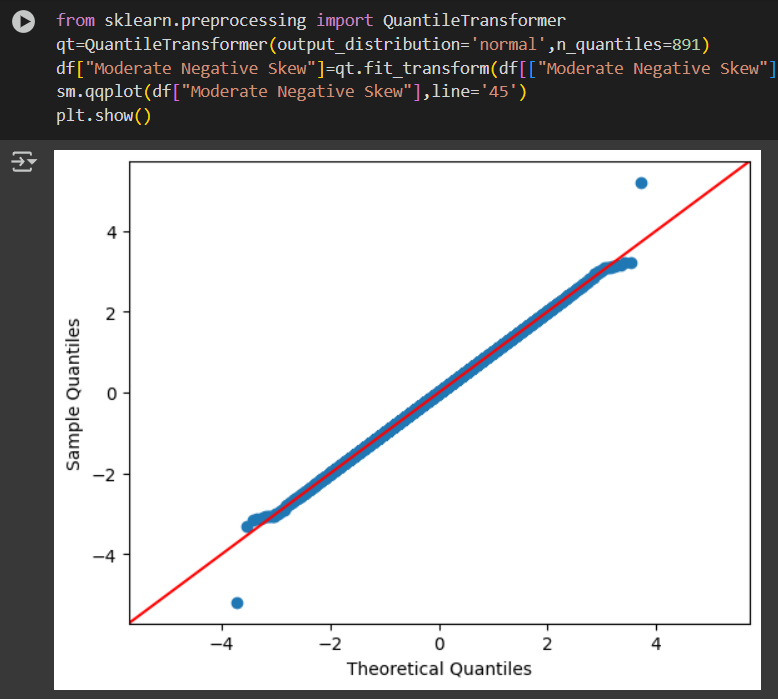 from sklearn.preprocessing import QuantileTransformer
qt=QuantileTransformer(output_distribution='normal',n_quantiles=891)
df["Moderate Negative Skew"]=qt.fit_transform(df[["Moderate Negative Skew"]
sm.qqplot(df["Moderate Negative Skew"],line='45')
plt.show()
4
2
0
−2
−4
Sample Quantiles
−4 −2 0 2 4
Theoretical Quantiles